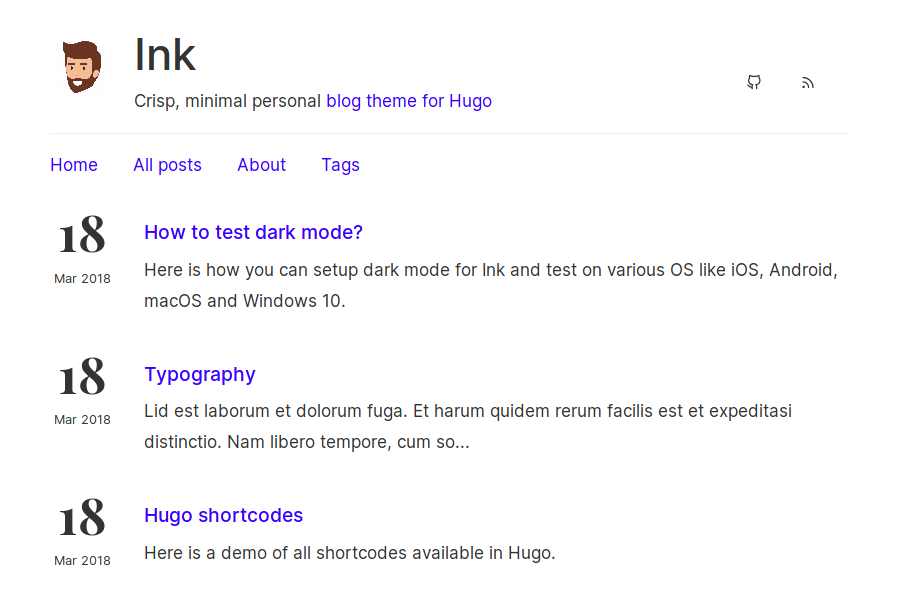 Ink
Crisp, minimal personal blog theme for Hugo
Home All posts About Tags
18
Mar 2018
How to test dark mode?
Here is how you can setup dark mode for Ink and test on various OS like iOS, Android,
macOS and Windows 10.
18
Mar 2018
Typography
Lid est laborum et dolorum fuga. Et harum quidem rerum facilis est et expeditasi
distinctio. Nam libero tempore, cum so...
18
Mar 2018
Hugo shortcodes
Here is a demo of all shortcodes available in Hugo.